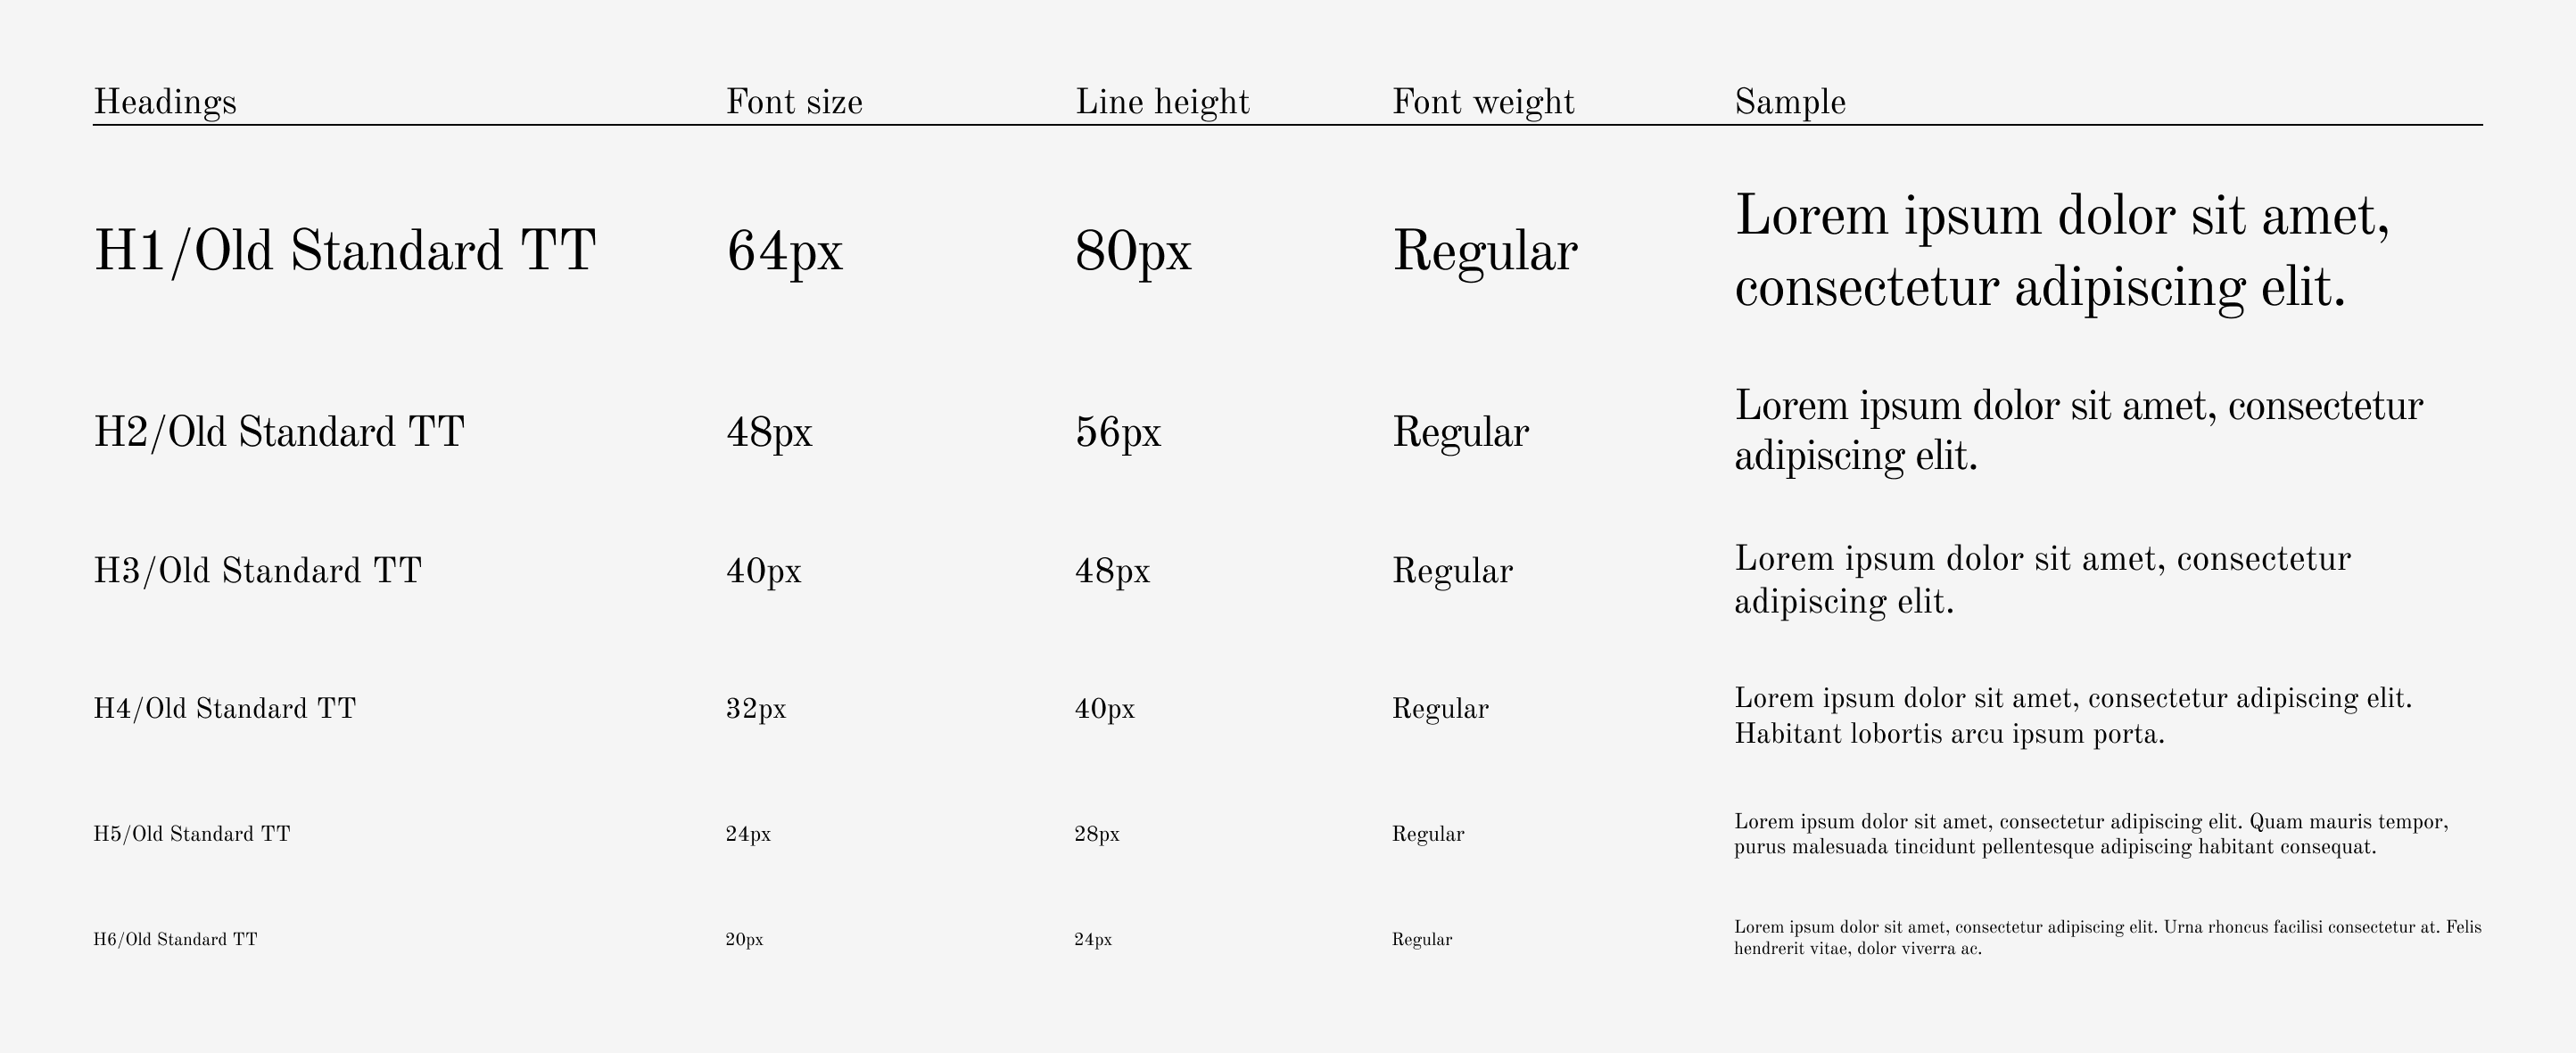 Headings Font size Line height Font weight Sample
H1/Old Standard TT 64px 80px Regular Lorem ipsum dolor sit amet,
consectetur adipiscing elit.
H2/Old Standard TT 48px 56px Regular Lorem ipsum dolor sit amet, consectetur
adipiscing elit.
H3/Old Standard TT 40px 48px Regular Lorem ipsum dolor sit amet, consectetur
adipiscing elit.
H4/Old Standard TT 32px 40px Regular Lorem ipsum dolor sit amet, consectetur adipiscing elit.
Habitant lobortis arcu ipsum porta.
H5/Old Standard TT 24px 28px Regular Lorem ipsum dolor sit amet, consectetur adipiscing elit. Quam mauris tempor,
purus malesuada tincidunt pellentesque adipiscing habitant consequat.
H6/Old Standard TT 20px 24px Regular Lorem ipsum dolor sit amet, consectetur adipiscing elit. Urna rhoncus facilisi consectetur at. Felis
hendrerit vitae, dolor viverra ac.